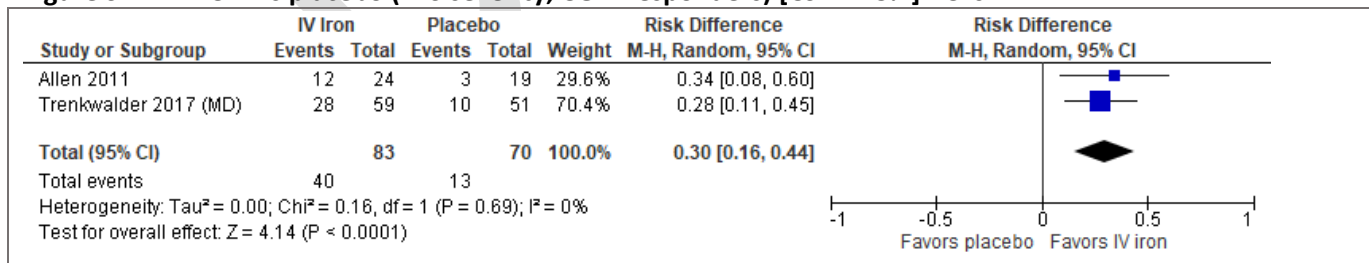 IV Iron Placebo Risk Difference Risk Difference
Study or Subgroup Events Total Events Total Weight M-H, Random, 95% CI M-H, Random, 95% CI
Allen 2011 12 24 3 19 29.6% 0.34 [0.08, 0.60]
Trenkwalder 2017 (MD) 28 59 10 51 70.4% 0.28 [0.11, 0.45]
Total (95% CI) 83 70 100.0% 0.30 [0.16, 0.44]
Total events 40 13
Heterogeneity: Tau² = 0.00; Chi² = 0.16, df = 1 (P = 0.69); I² = 0%
Test for overall effect: Z = 4.14 (P < 0.0001)
-1 -0.5 0 0.5 1
Favors placebo Favors IV iron